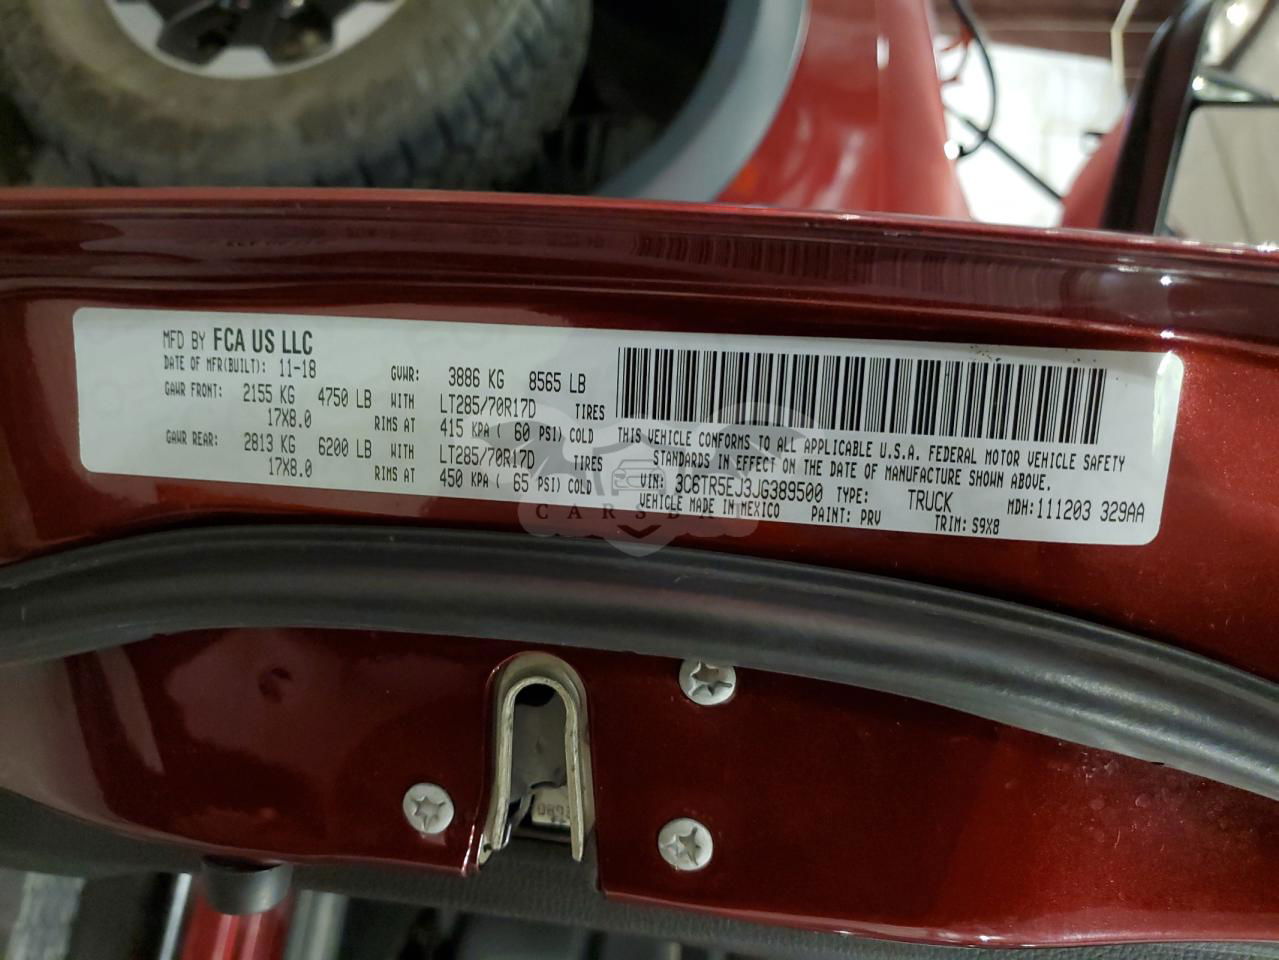 MFD BY FCA US LLC
DATE OF MFR(BUILT): 11-18 GVWR: 3886 KG 8565 LB
GAWR FRONT: 2155 KG 4750 LB WITH LT285/70R17D TIRES
17X8.0 RIMS AT 415 KPA ( 60 PSI) COLD
GAWR REAR: 2813 KG 6200 LB WITH LT285/70R17D TIRES
17X8.0 RIMS AT 450 KPA ( 65 PSI) COLD
THIS VEHICLE CONFORMS TO ALL APPLICABLE U.S.A. FEDERAL MOTOR VEHICLE SAFETY
STANDARDS IN EFFECT ON THE DATE OF MANUFACTURE SHOWN ABOVE.
VIN: 3C6TR5EJ3JG389500 TYPE: TRUCK MDH:111203 329AA
VEHICLE MADE IN MEXICO PAINT: PRV TRIM: S9X8